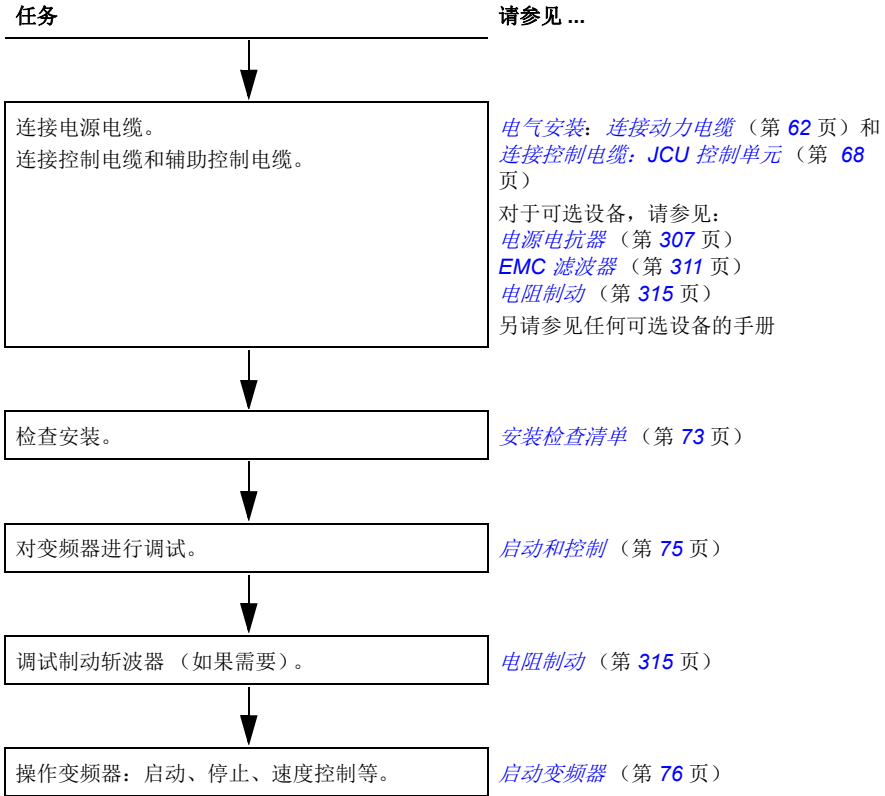 任务
请参见 ...
连接电源电缆。
连接控制电缆和辅助控制电缆。
电气安装：连接动力电缆（第 62 页）和
连接控制电缆：JCU 控制单元（第 68
页）
对于可选设备，请参见：
电源电抗器（第 307 页）
EMC 滤波器（第 311 页）
电阻制动（第 315 页）
另请参见任何可选设备的手册
检查安装。
安装检查清单（第 73 页）
对变频器进行调试。
启动和控制（第 75 页）
调试制动斩波器 （如果需要）。
电阻制动（第 315 页）
操作变频器：启动、停止、速度控制等。
启动变频器（第 76 页）